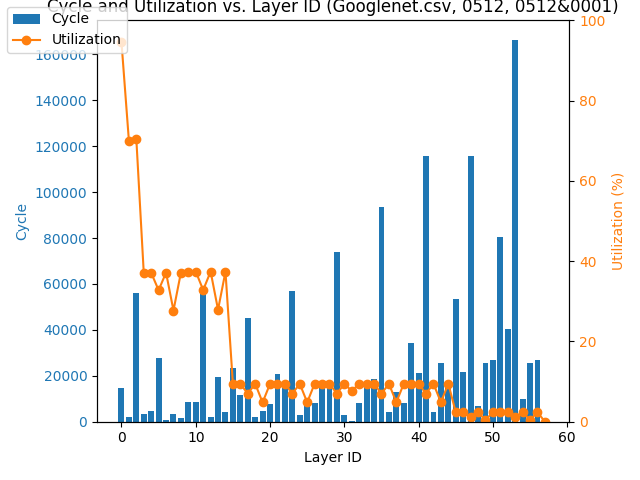 Cycle and Utilization vs. Layer ID (Googlenet.csv, 0512, 0512&0001)
Cycle
Utilization
160000
140000
120000
100000
80000
60000
40000
20000
0
Cycle
100
80
60
40
20
0
Utilization (%)
0 10 20 30 40 50 60
Layer ID